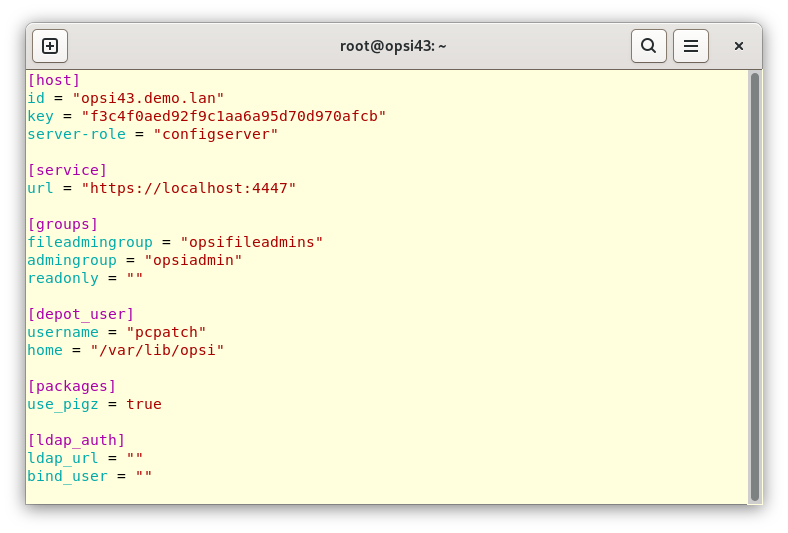 root@opsi43: ~
[host]
id = "opsi43.demo.lan"
key = "f3c4f0aed92f9c1aa6a95d70d970afcb"
server-role = "configserver"
[service]
url = "https://localhost:4447"
[groups]
fileadmingroup = "opsifileadmins"
admingroup = "opsiadmin"
readonly = ""
[depot_user]
username = "pcpatch"
home = "/var/lib/opsi"
[packages]
use_pigz = true
[ldap_auth]
ldap_url = ""
bind_user = ""